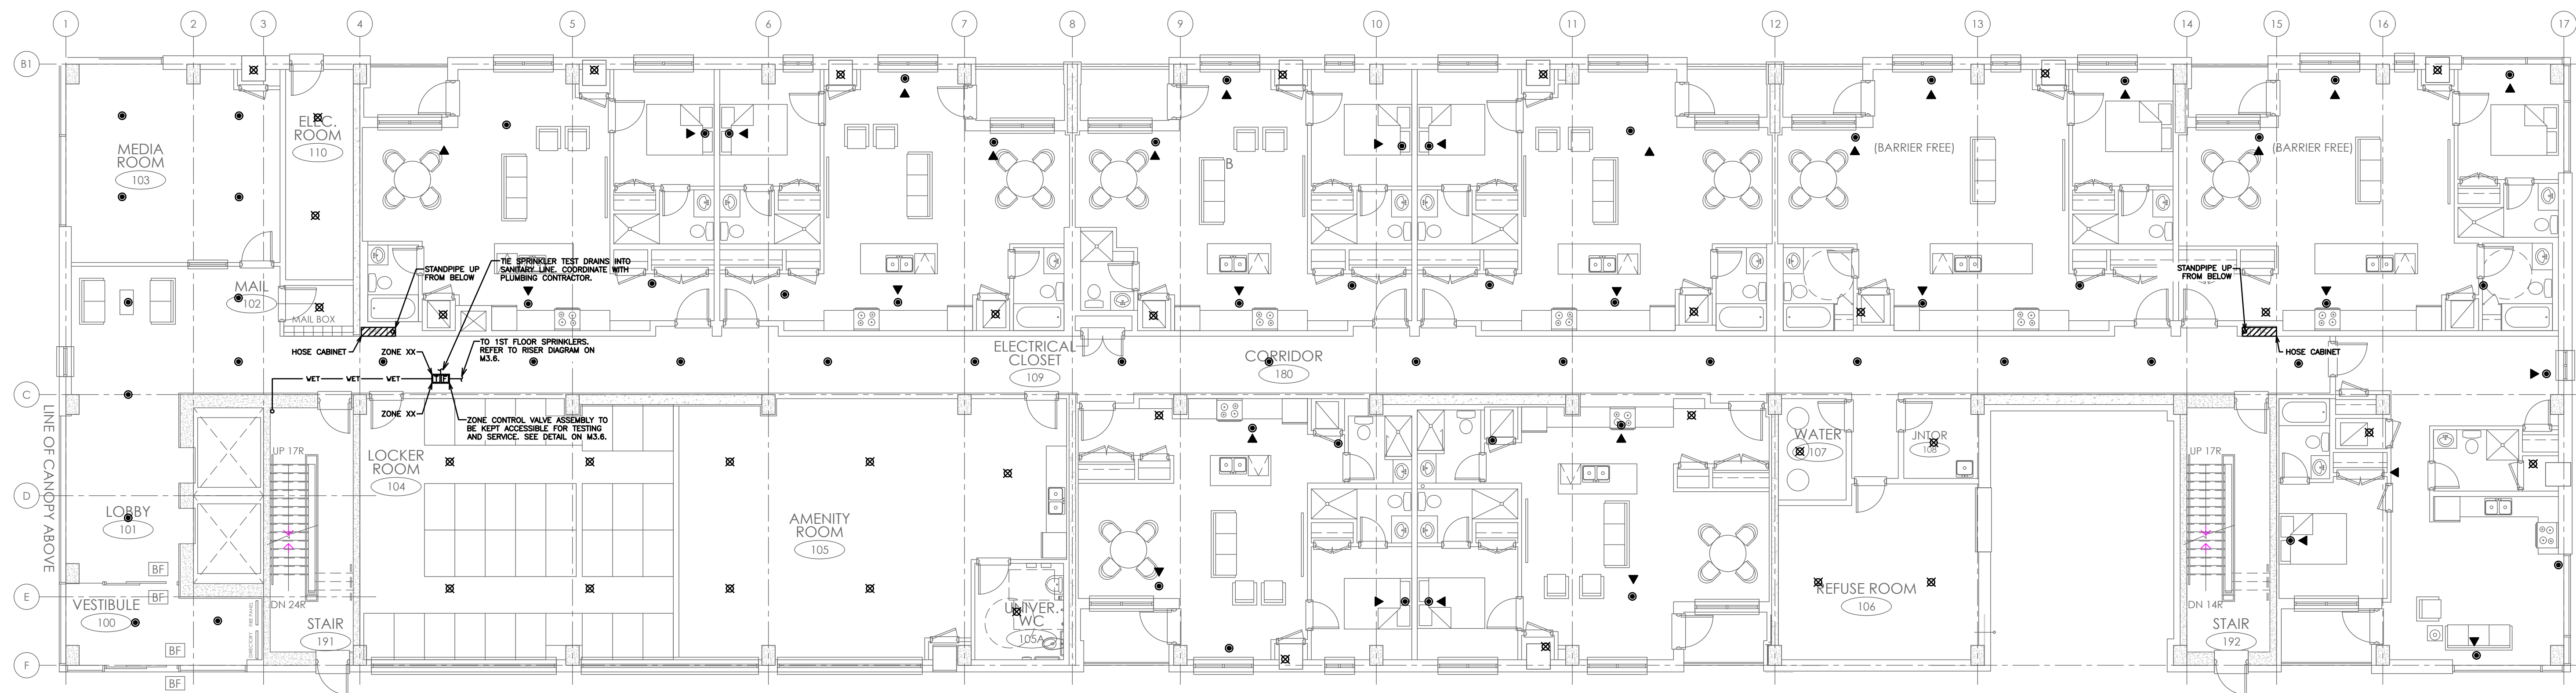 1
2
3
4
5
6
7
8
9
10
11
12
13
14
15
16
17
B1
C
D
E
F
ELEC.
ROOM
110
MEDIA
ROOM
103
B
(BARRIER FREE)
(BARRIER FREE)
STANDPIPE UP
FROM BELOW
TIE SPRINKLER TEST DRAINS INTO
SANITARY LINE. COORDINATE WITH
PLUMBING CONTRACTOR.
STANDPIPE UP
FROM BELOW
MAIL
102
MAIL BOX
HOSE CABINET
ZONE XX
TO 1ST FLOOR SPRINKLERS.
REFER TO RISER DIAGRAM ON
M3.6.
ELECTRICAL
CLOSET
109
CORRIDOR
180
HOSE CABINET
WET
WET
WET
T
F
ZONE XX
ZONE CONTROL VALVE ASSEMBLY TO
BE KEPT ACCESSIBLE FOR TESTING
AND SERVICE. SEE DETAIL ON M3.6.
LINE OF CANOPY ABOVE
UP 17R
LOCKER
ROOM
104
WATER
107
JNTOR
108
UP 17R
LOBBY
101
AMENITY
ROOM
105
BF
BF
DN 24R
VESTIBULE
100
FIRE PANEL
DIRECTORY
STAIR
191
UNIVER.
WC
105A
REFUSE ROOM
106
DN 14R
STAIR
192
BF
BF